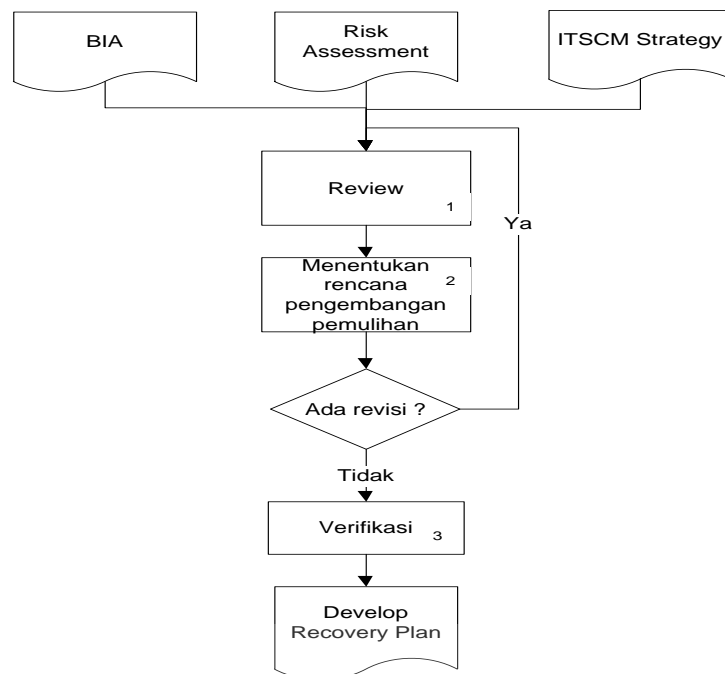 BIA
Risk
Assessment
ITSCM Strategy
Review
1
Ya
Menentukan
rencana
pengembangan
pemulihan
2
Ada revisi ?
Tidak
Verifikasi
3
Develop
Recovery Plan